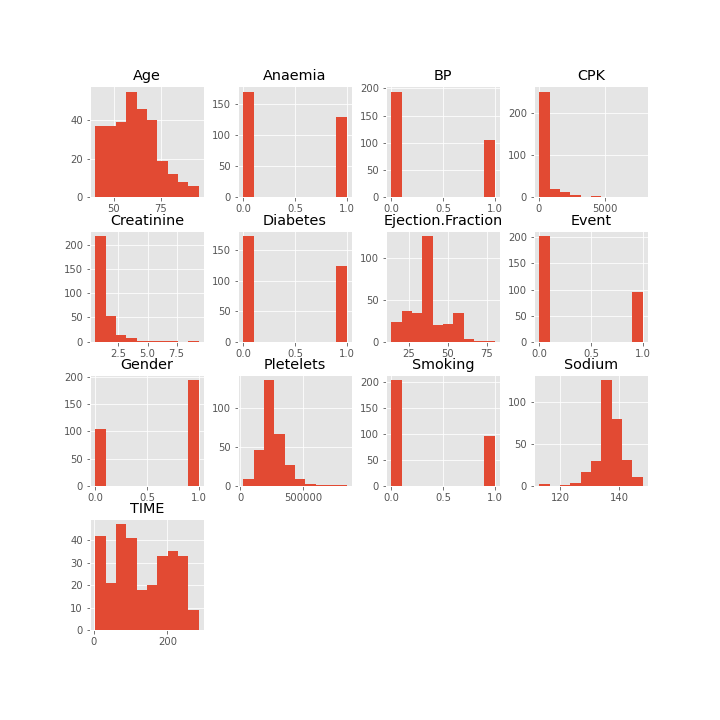 Age Anaemia BP CPK
40 20 0 50 75
150 100 50 0 0.0 0.5 1.0
200 150 100 50 0 0.0 0.5 1.0
200 100 0 0 5000
Creatinine Diabetes Ejection.Fraction Event
200 150 100 50 0 2.5 5.0 7.5
150 100 50 0 0.0 0.5 1.0
100 50 0 25 50 75
200 150 100 50 0 0.0 0.5 1.0
Gender Pletelets Smoking Sodium
200 150 100 50 0 0.0 0.5 1.0
100 50 0 0 500000
200 150 100 50 0 0.0 0.5 1.0
100 50 0 120 140
TIME
40 30 20 10 0 0 200